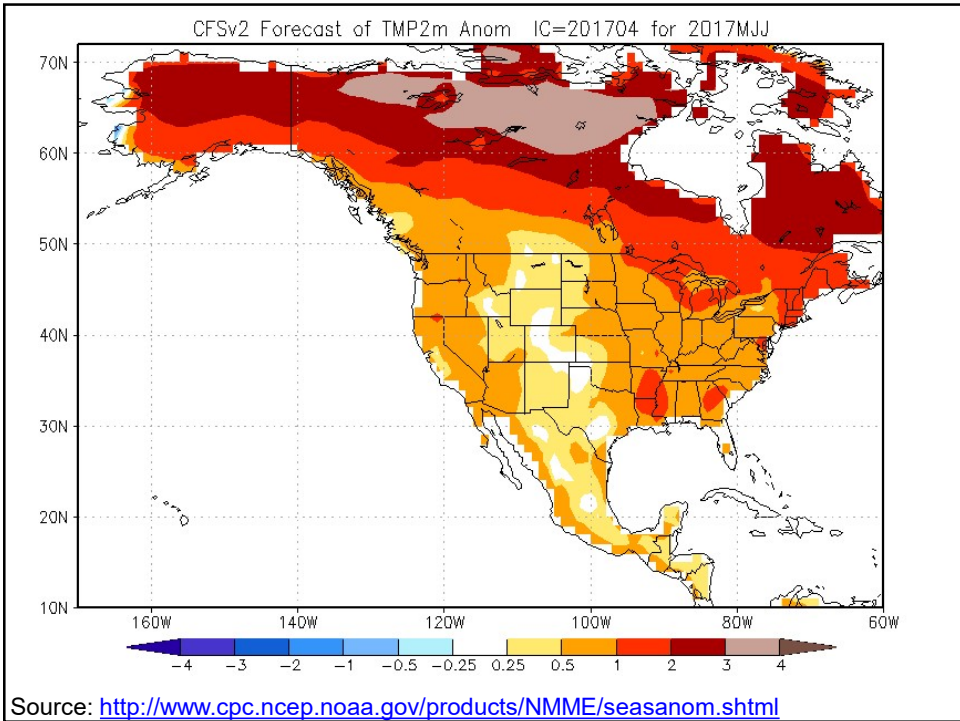 CFSv2 Forecast of TMP2m Anom IC=201704 for 2017MJJ
70N
60N
50N
40N
30N
20N
10N
160W 140W 120W 100W 80W 60W
-4 -3 -2 -1 -0.5 -0.25 0.25 0.5 1 2 3 4
Source: http://www.cpc.ncep.noaa.gov/products/NMME/seasanom.shtml